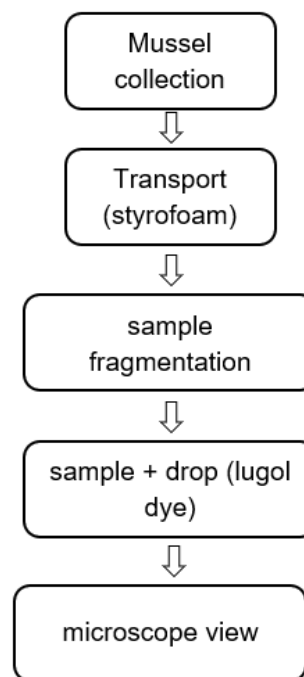 Mussel
collection
Transport
(styrofoam)
sample
fragmentation
sample + drop (lugol
dye)
microscope view